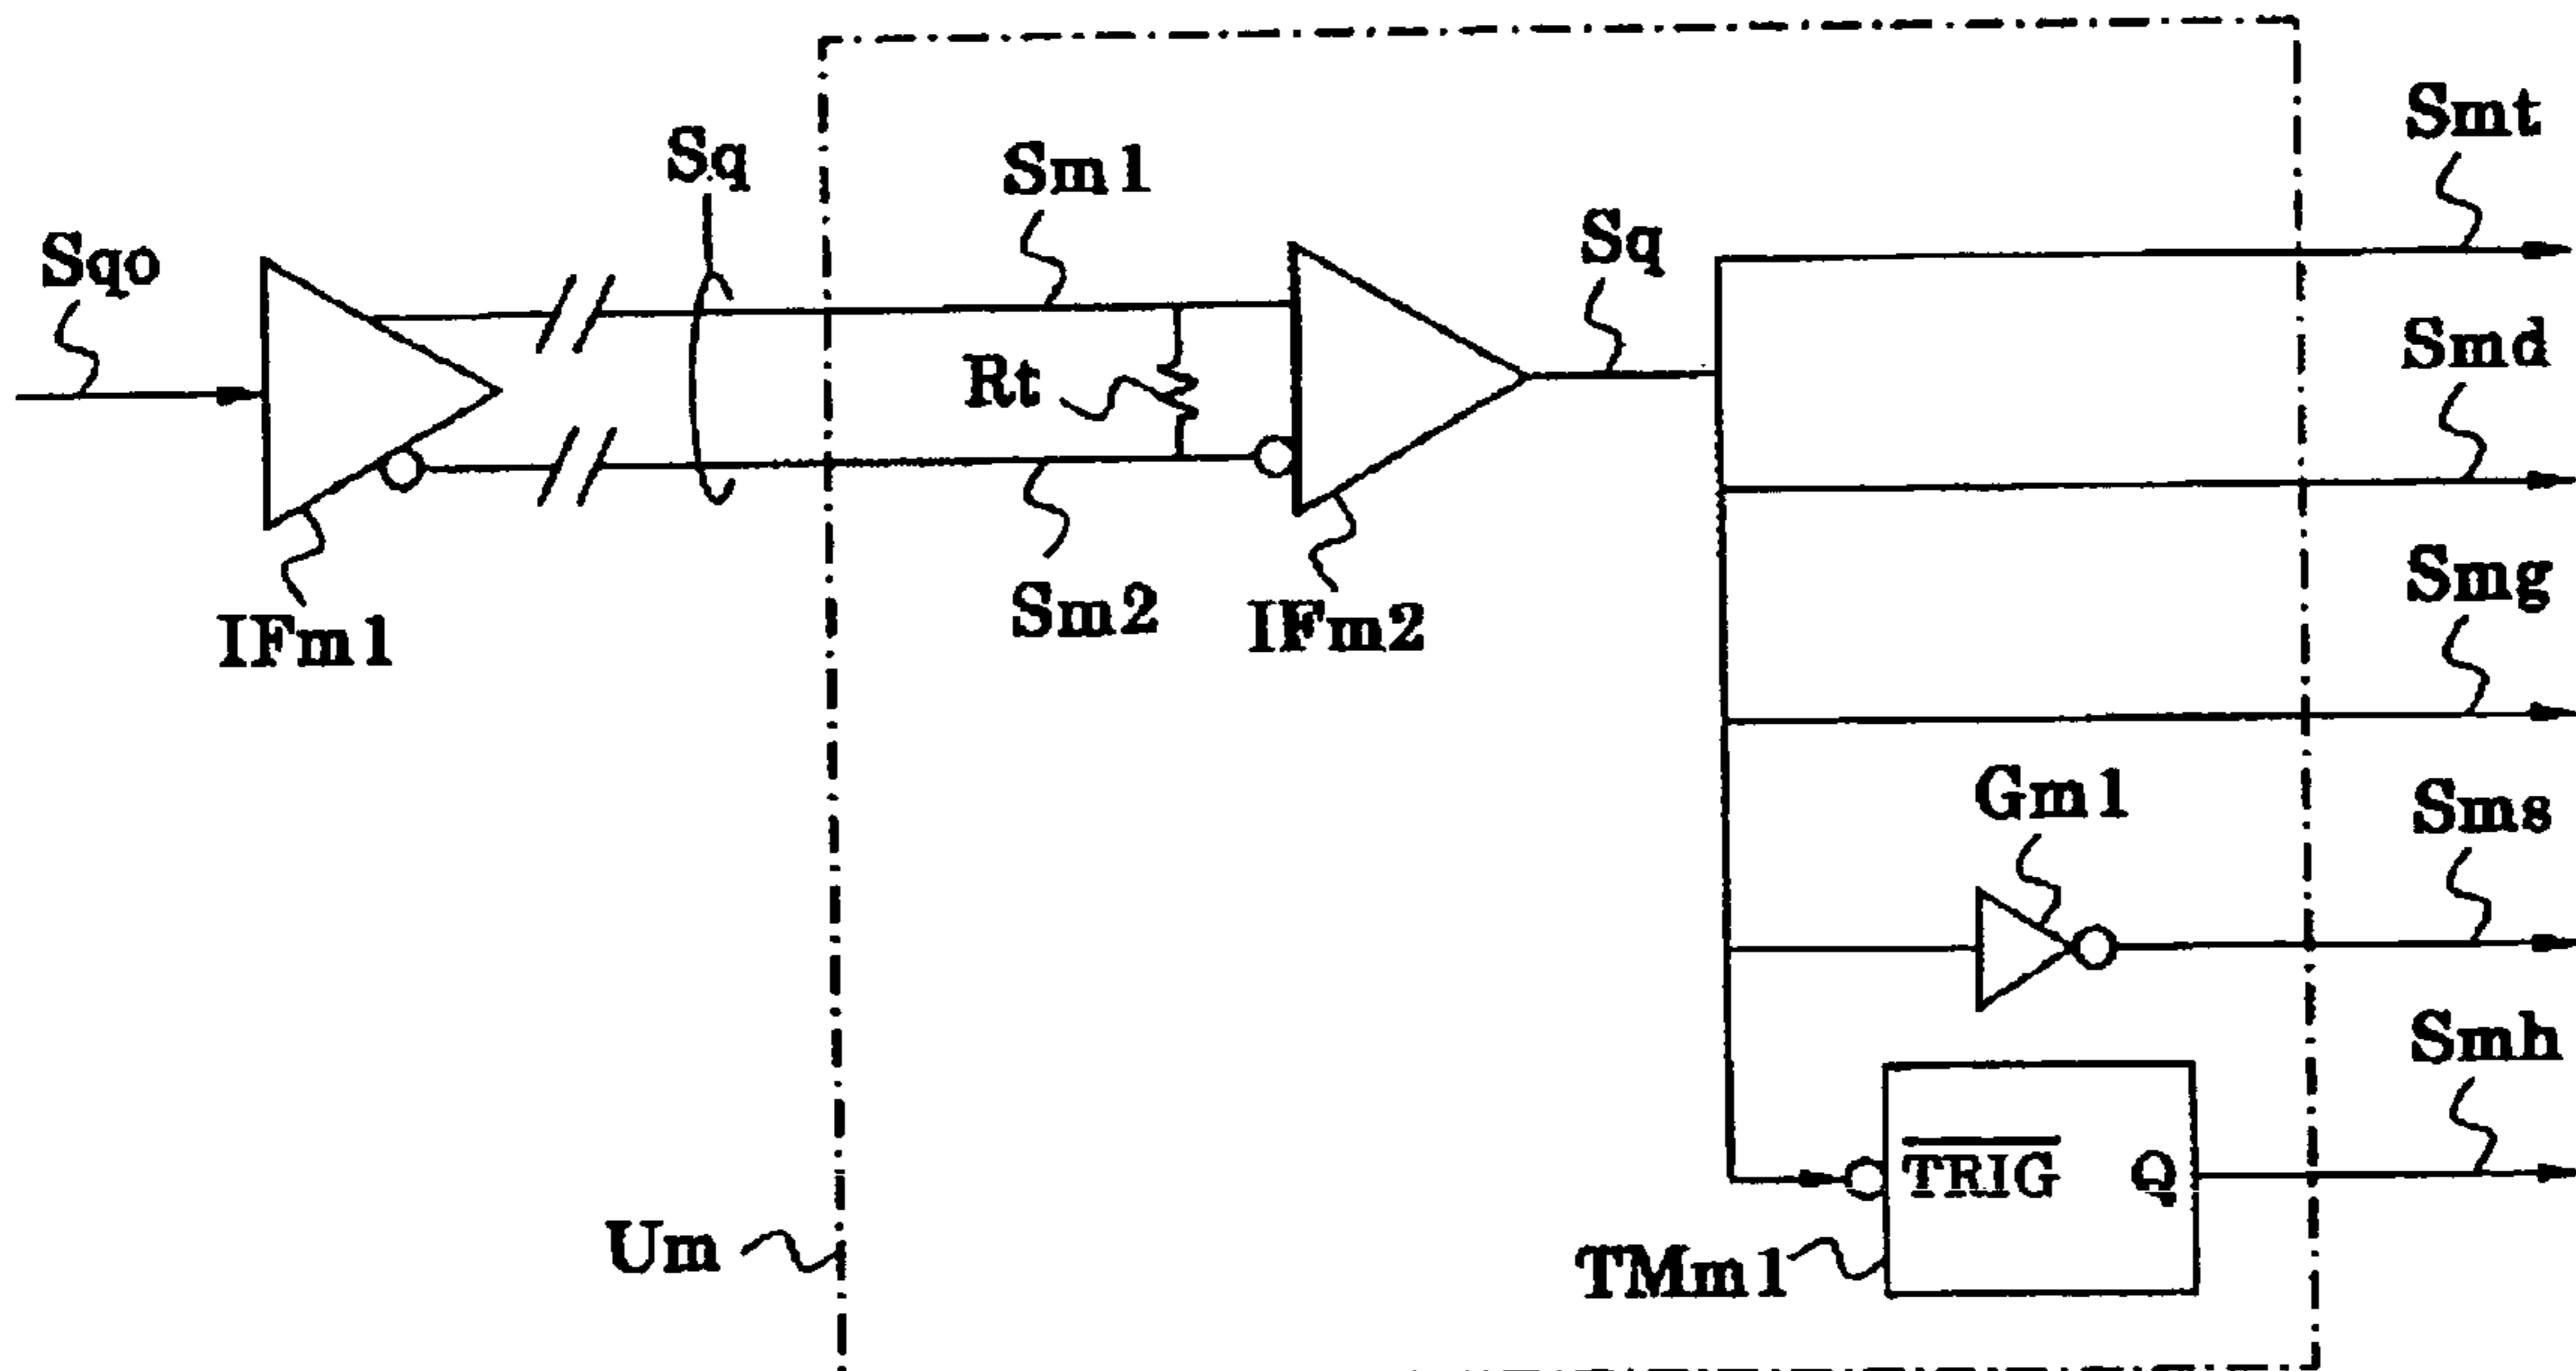 Smt
Sq
Sm1
Sq
Sqo
Smd
Rt
Smg
Sm2
IFm2
IFm1
Gm1
Sms
Smh
TRIG Q
Um
TMm1